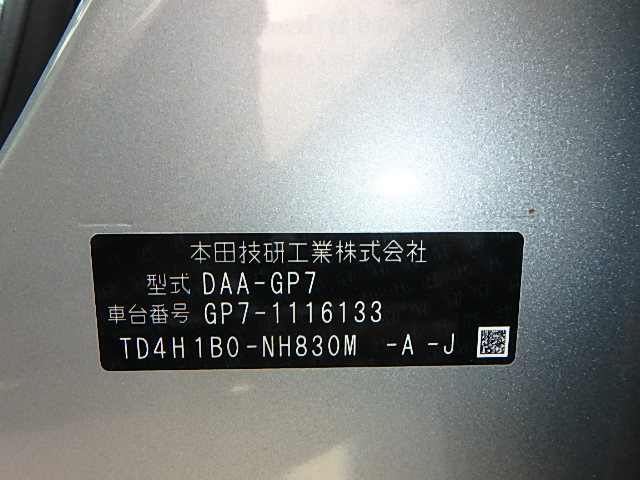 本田技研工業株式会社
型式 DAA-GP7
車台番号 GP7-1116133
TD4H1B0-NH830M -A -J